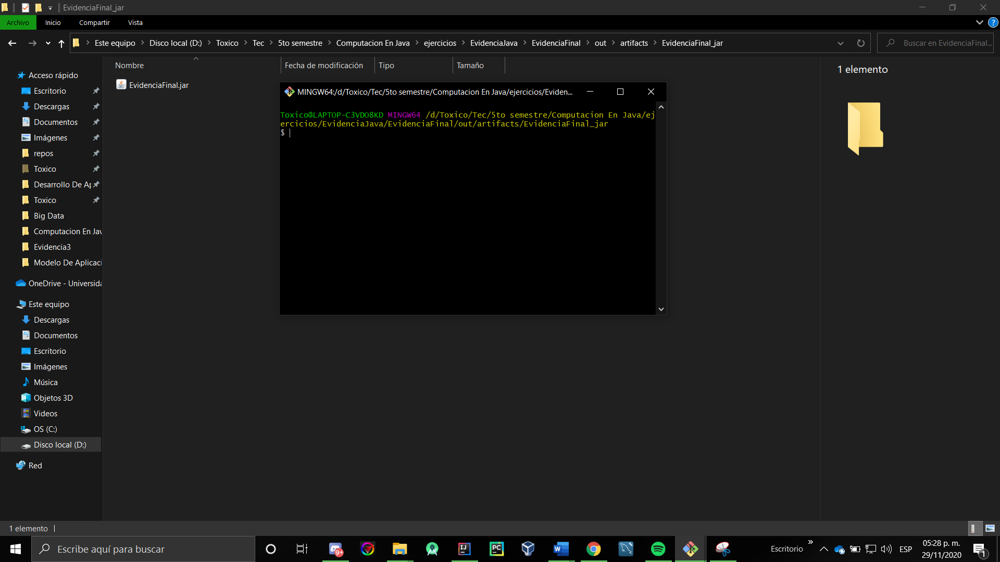 EvidenciaFinal_jar
Archivo
Inicio
Compartir
Vista
?
Este equipo
Disco local (D:)
Toxico
Tec
5to semestre
Computacion En Java
ejercicios
EvidenciaJava
EvidenciaFinal
out
artifacts
EvidenciaFinal_jar
Buscar en EvidenciaFinal...
Nombre
Fecha de modificación
Tipo
Tamaño
EvidenciaFinal.jar
1 elemento
Acceso rápido
Escritorio
Descargas
Documentos
Imágenes
repos
Toxico
Desarrollo De Ap
Toxico
Big Data
Computacion En Jav
Evidencia3
Modelo De Aplicaci
OneDrive - Universida
Este equipo
Descargas
Documentos
Escritorio
Imágenes
Música
Objetos 3D
Videos
OS (C:)
Disco local (D:)
Red
MINGW64:/d/Toxico/Tec/5to semestre/Computacion En Java/ejercicios/Eviden...
Toxico@LAPTOP-C3VDO8KD MINGW64 /d/Toxico/Tec/5to semestre/Computacion En Java/ej
ercicios/EvidenciaJava/EvidenciaFinal/out/artifacts/EvidenciaFinal_jar
$
1 elemento
Escribe aquí para buscar
9+
IJ
PC
W
Escritorio
»
ESP
05:28 p. m.
29/11/2020
1